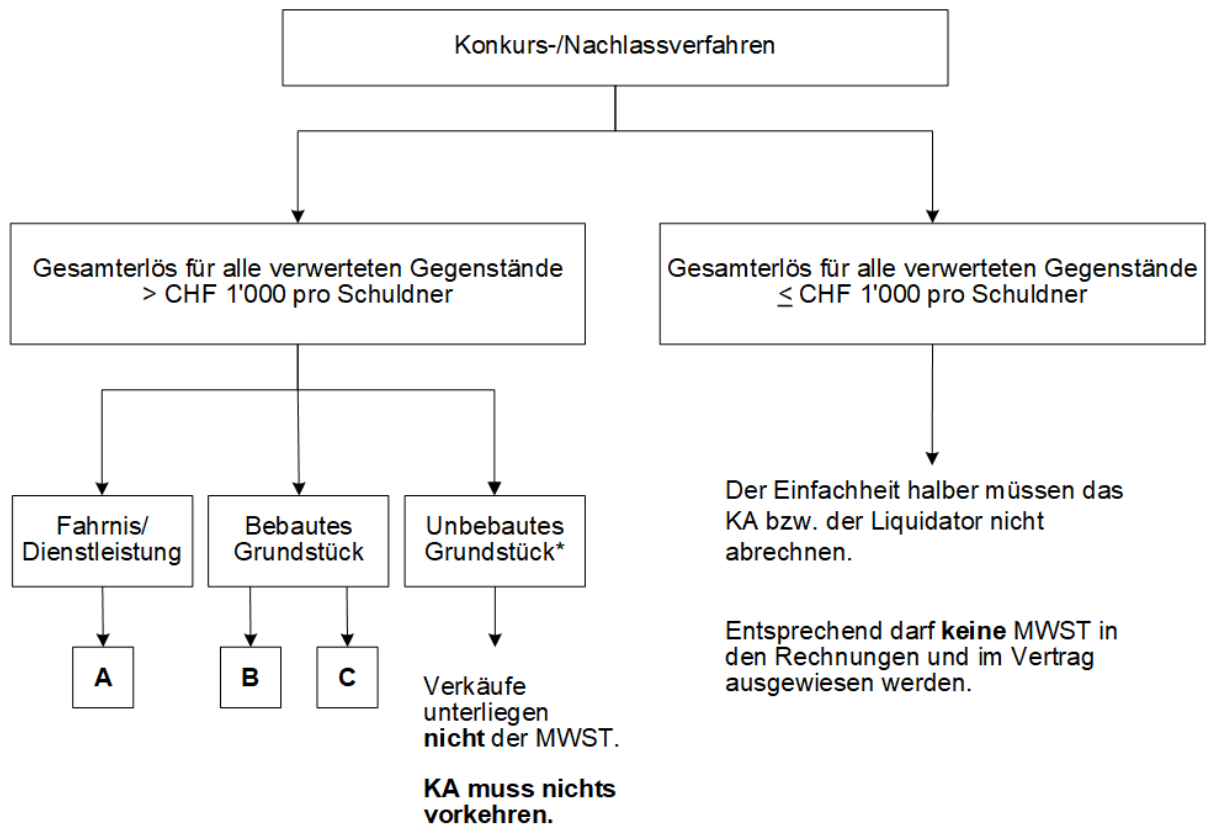 Konkurs-/Nachlassverfahren
Gesamterlös für alle verwerteten Gegenstände
> CHF 1'000 pro Schuldner
Gesamterlös für alle verwerteten Gegenstände
≤ CHF 1'000 pro Schuldner
Fahrnis/
Dienstleistung
Bebautes
Grundstück
Unbebautes
Grundstück*
A
B
C
Verkäufe
unterliegen
nicht der MWST.
KA muss nichts
vorkehren.
Der Einfachheit halber müssen das
KA bzw. der Liquidator nicht
abrechnen.
Entsprechend darf keine MWST in
den Rechnungen und im Vertrag
ausgewiesen werden.